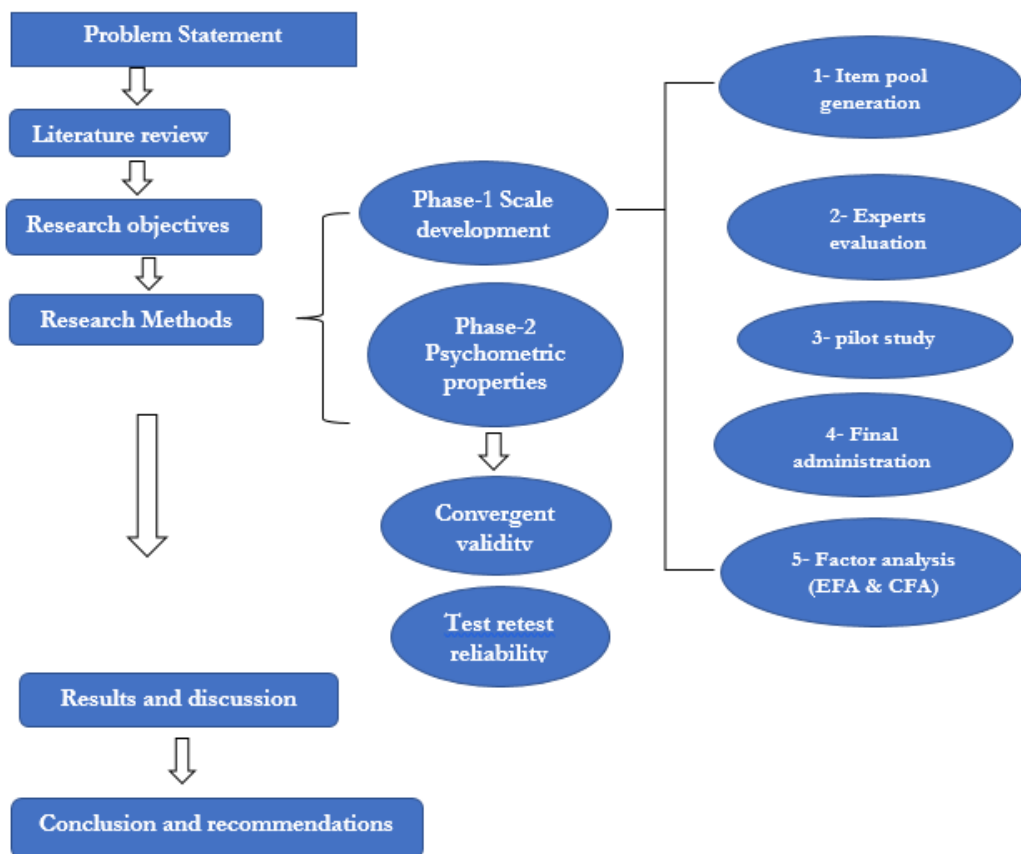 Problem Statement
Literature review
Research objectives
Research Methods
Results and discussion
Conclusion and recommendations
Phase-1 Scale
development
Phase-2
Psychometric
properties
Convergent
validity
Test retest
reliability
1- Item pool
generation
2- Experts
evaluation
3- pilot study
4- Final
administration
5- Factor analysis
(EFA & CFA)